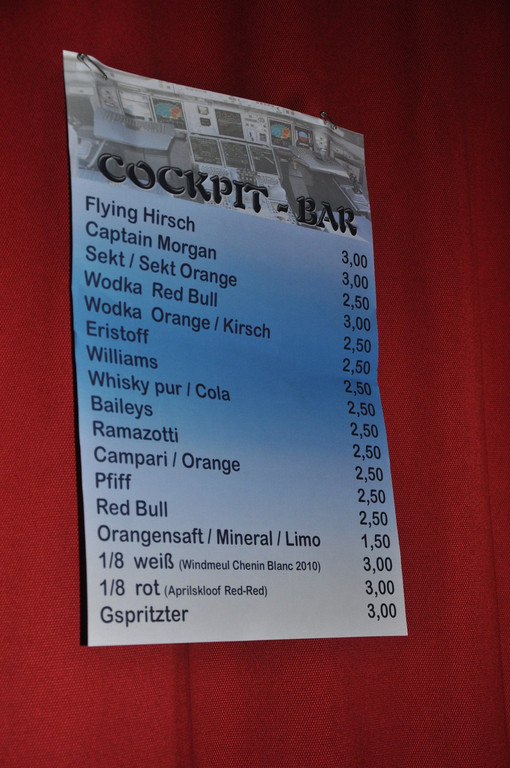 COCKPIT - BAR
Flying Hirsch 3,00
Captain Morgan 3,00
Sekt / Sekt Orange 2,50
Wodka Red Bull 3,00
Wodka Orange / Kirsch 2,50
Eristoff 2,50
Williams 2,50
Whisky pur / Cola 2,50
Baileys 2,50
Ramazotti 2,50
Campari / Orange 2,50
Pfiff 2,50
Red Bull 2,50
Orangensaft / Mineral / Limo 1,50
1/8 weiß (Windmeul Chenin Blanc 2010) 3,00
1/8 rot (Aprilskloof Red-Red) 3,00
Gspritzter 3,00